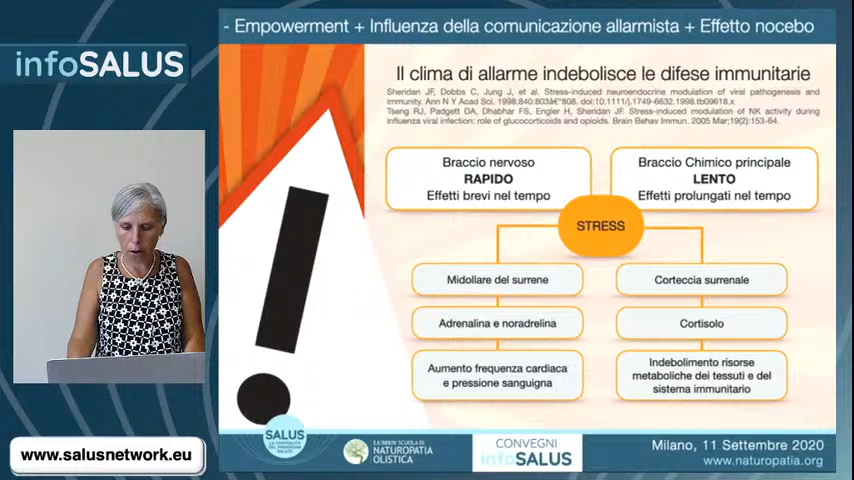 - Empowerment + Influenza della comunicazione allarmista + Effetto nocebo
infoSALUS
Il clima di allarme indebolisce le difese immunitarie
Sheridan JF, Dobbs C, Jung J, et al. Stress-induced neuroendocrine modulation of viral pathogenesis and
immunity. Ann N Y Acad Sci. 1998;840:803â€“808. doi:10.1111/j.1749-6632.1998.tb09618.x
Tseng RJ, Padgett DA, Dhabhar FS, Engler H, Sheridan JF. Stress-induced modulation of NK activity during
influenza viral infection: role of glucocorticoids and opioids. Brain Behav Immun. 2005 Mar;19(2):153-64.
Braccio nervoso
RAPIDO
Effetti brevi nel tempo
Braccio Chimico principale
LENTO
Effetti prolungati nel tempo
STRESS
Midollare del surrene
Corteccia surrenale
Adrenalina e noradrelina
Cortisolo
Aumento frequenza cardiaca
e pressione sanguigna
Indebolimento risorse
metaboliche dei tessuti e del
sistema immunitario
!
www.salusnetwork.eu
SALUS
LUMEN SCUOLA DI
NATUROPATIA
OLISTICA
CONVEGNI
infoSALUS
Milano, 11 Settembre 2020
www.naturopatia.org